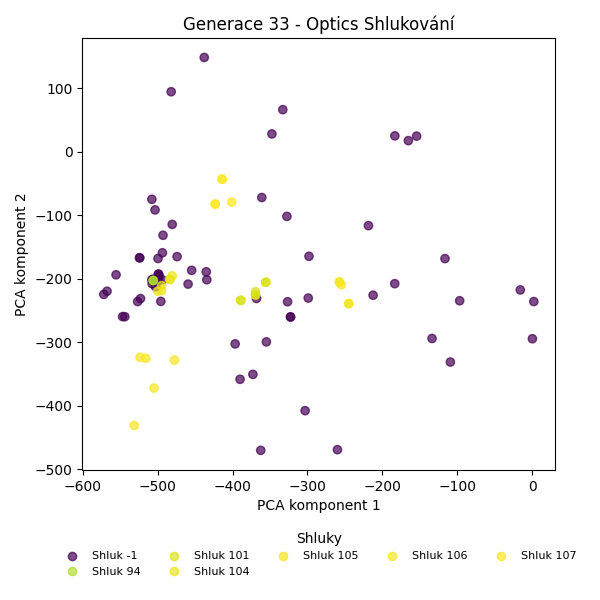 Generace 33 - Optics Shlukování
PCA komponent 2
100
0
−100
−200
−300
−400
−500
−600 −500 −400 −300 −200 −100 0
PCA komponent 1
Shluky
Shluk -1 Shluk 101 Shluk 105 Shluk 106 Shluk 107
Shluk 94 Shluk 104